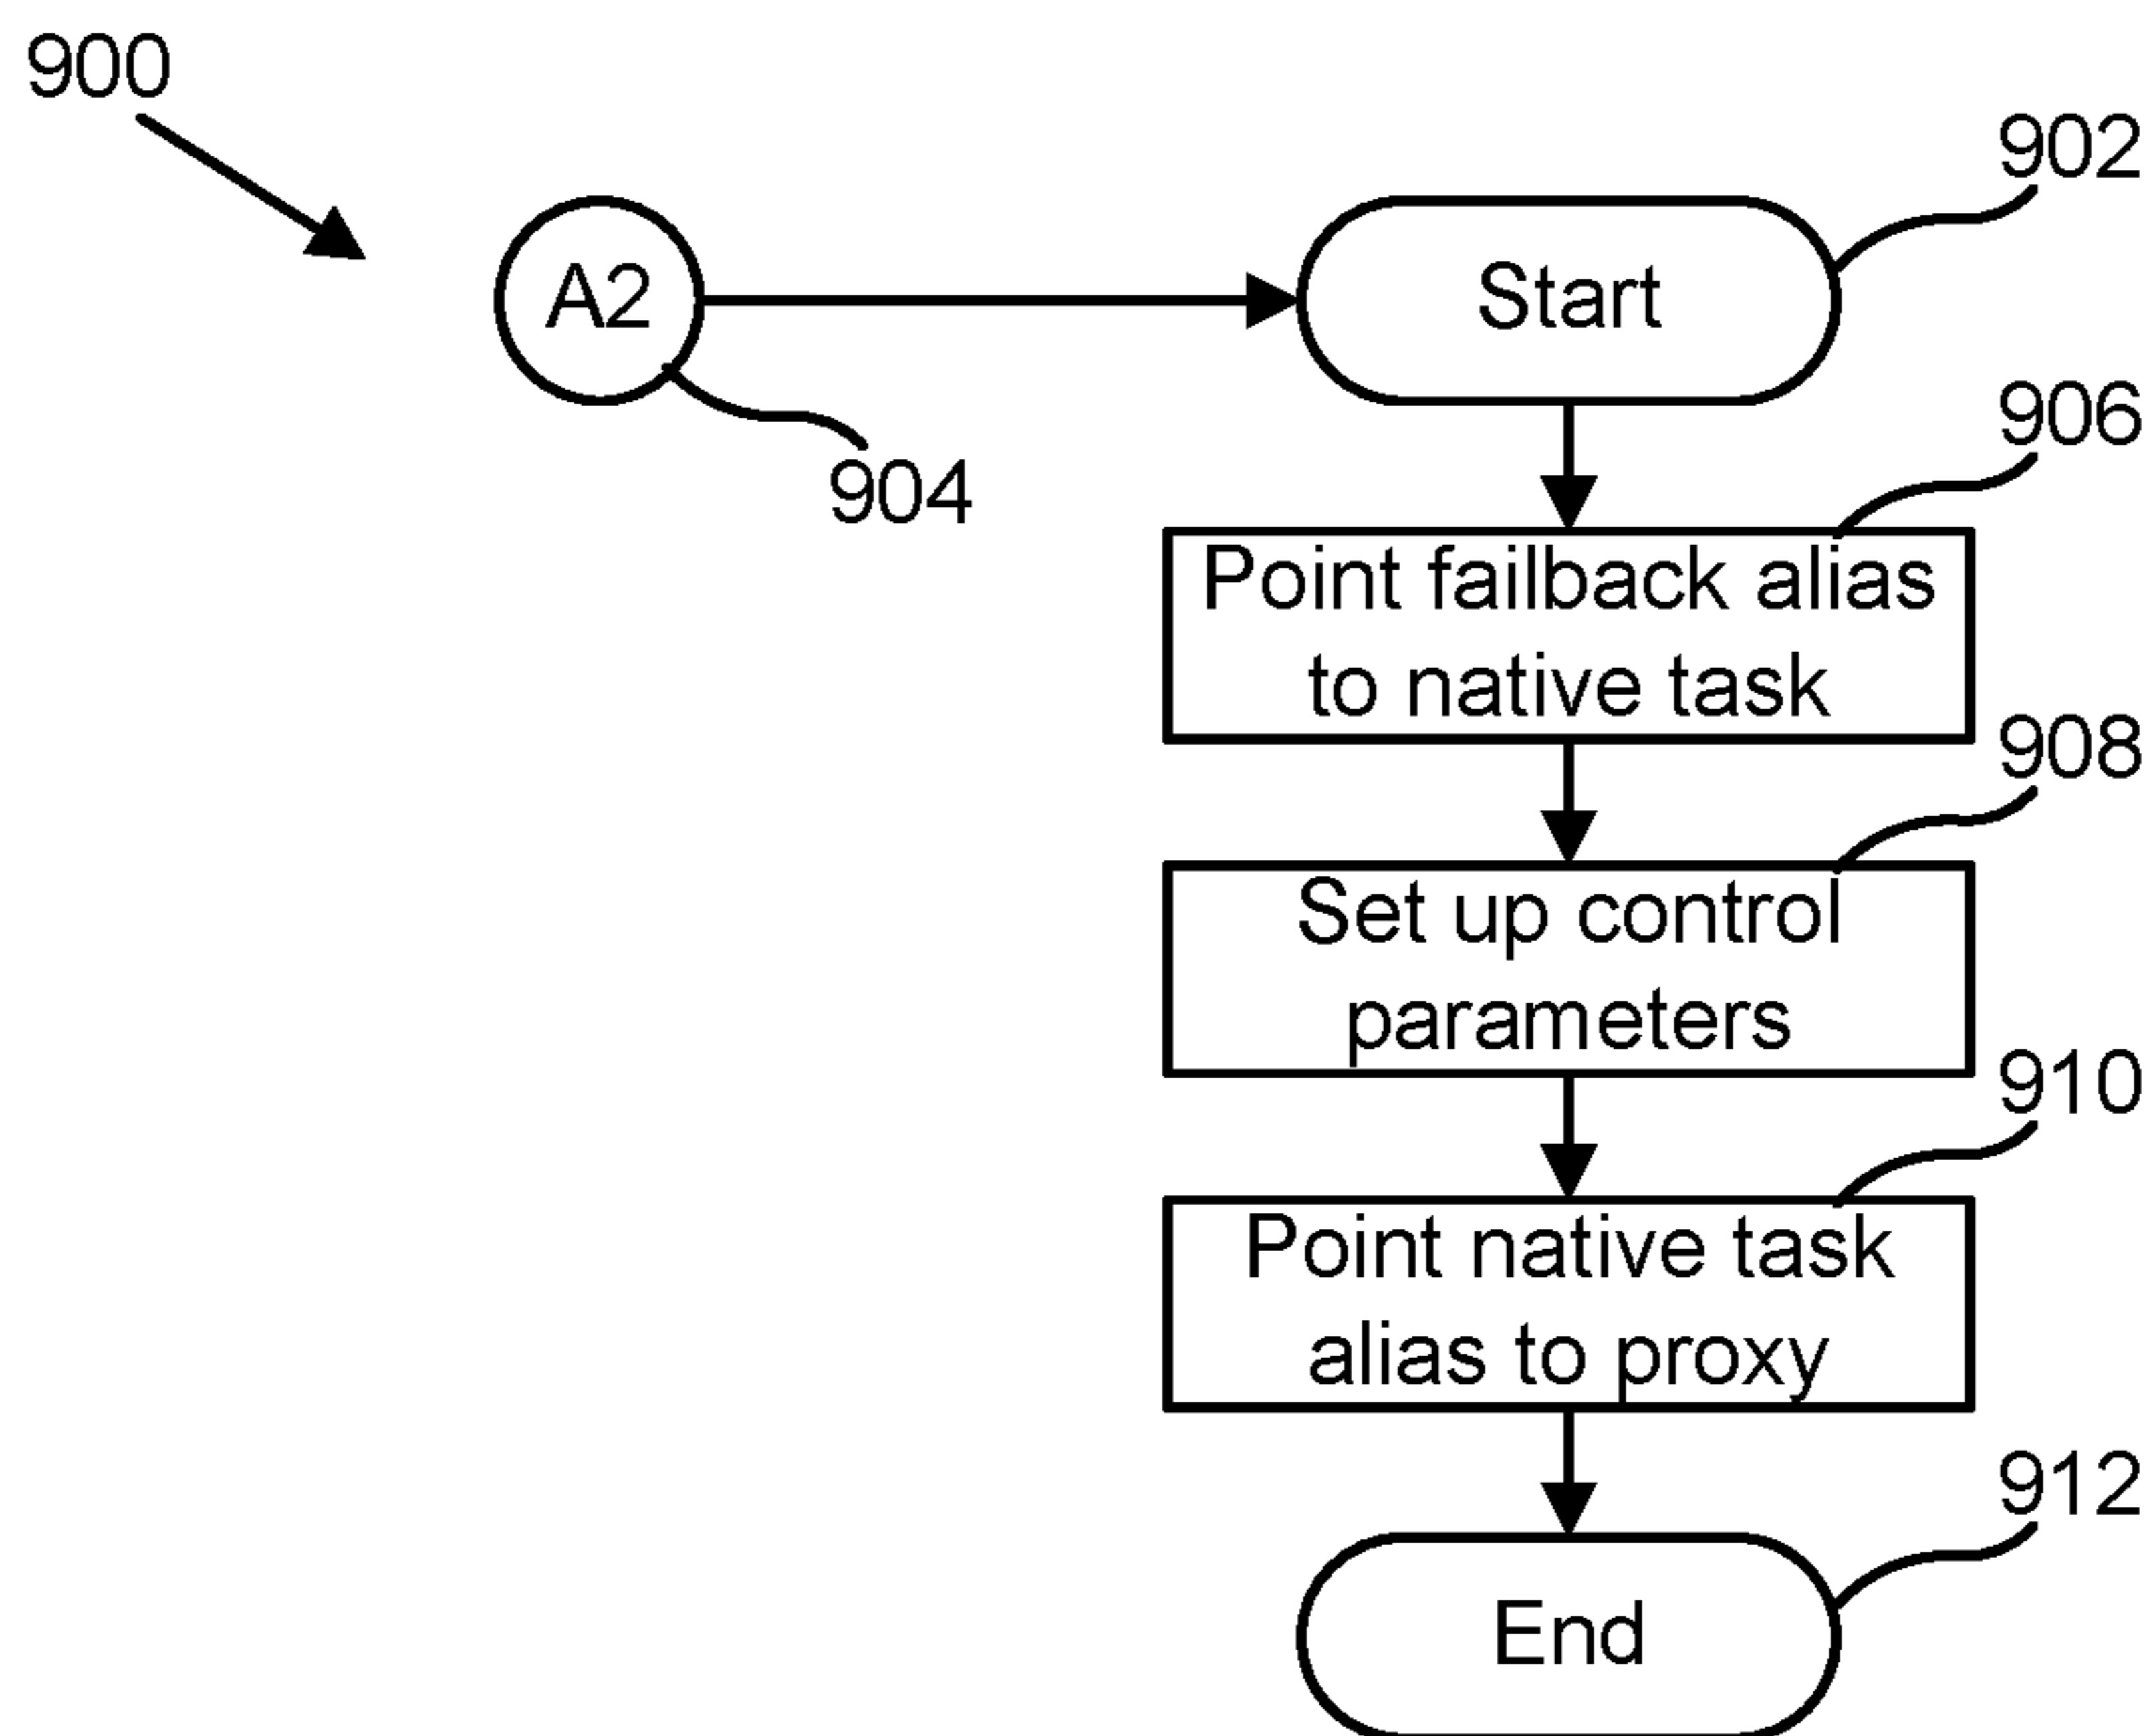 900
902
A2
Start
904
906
Point failback alias
to native task
908
Set up control
parameters
910
Point native task
alias to proxy
912
End